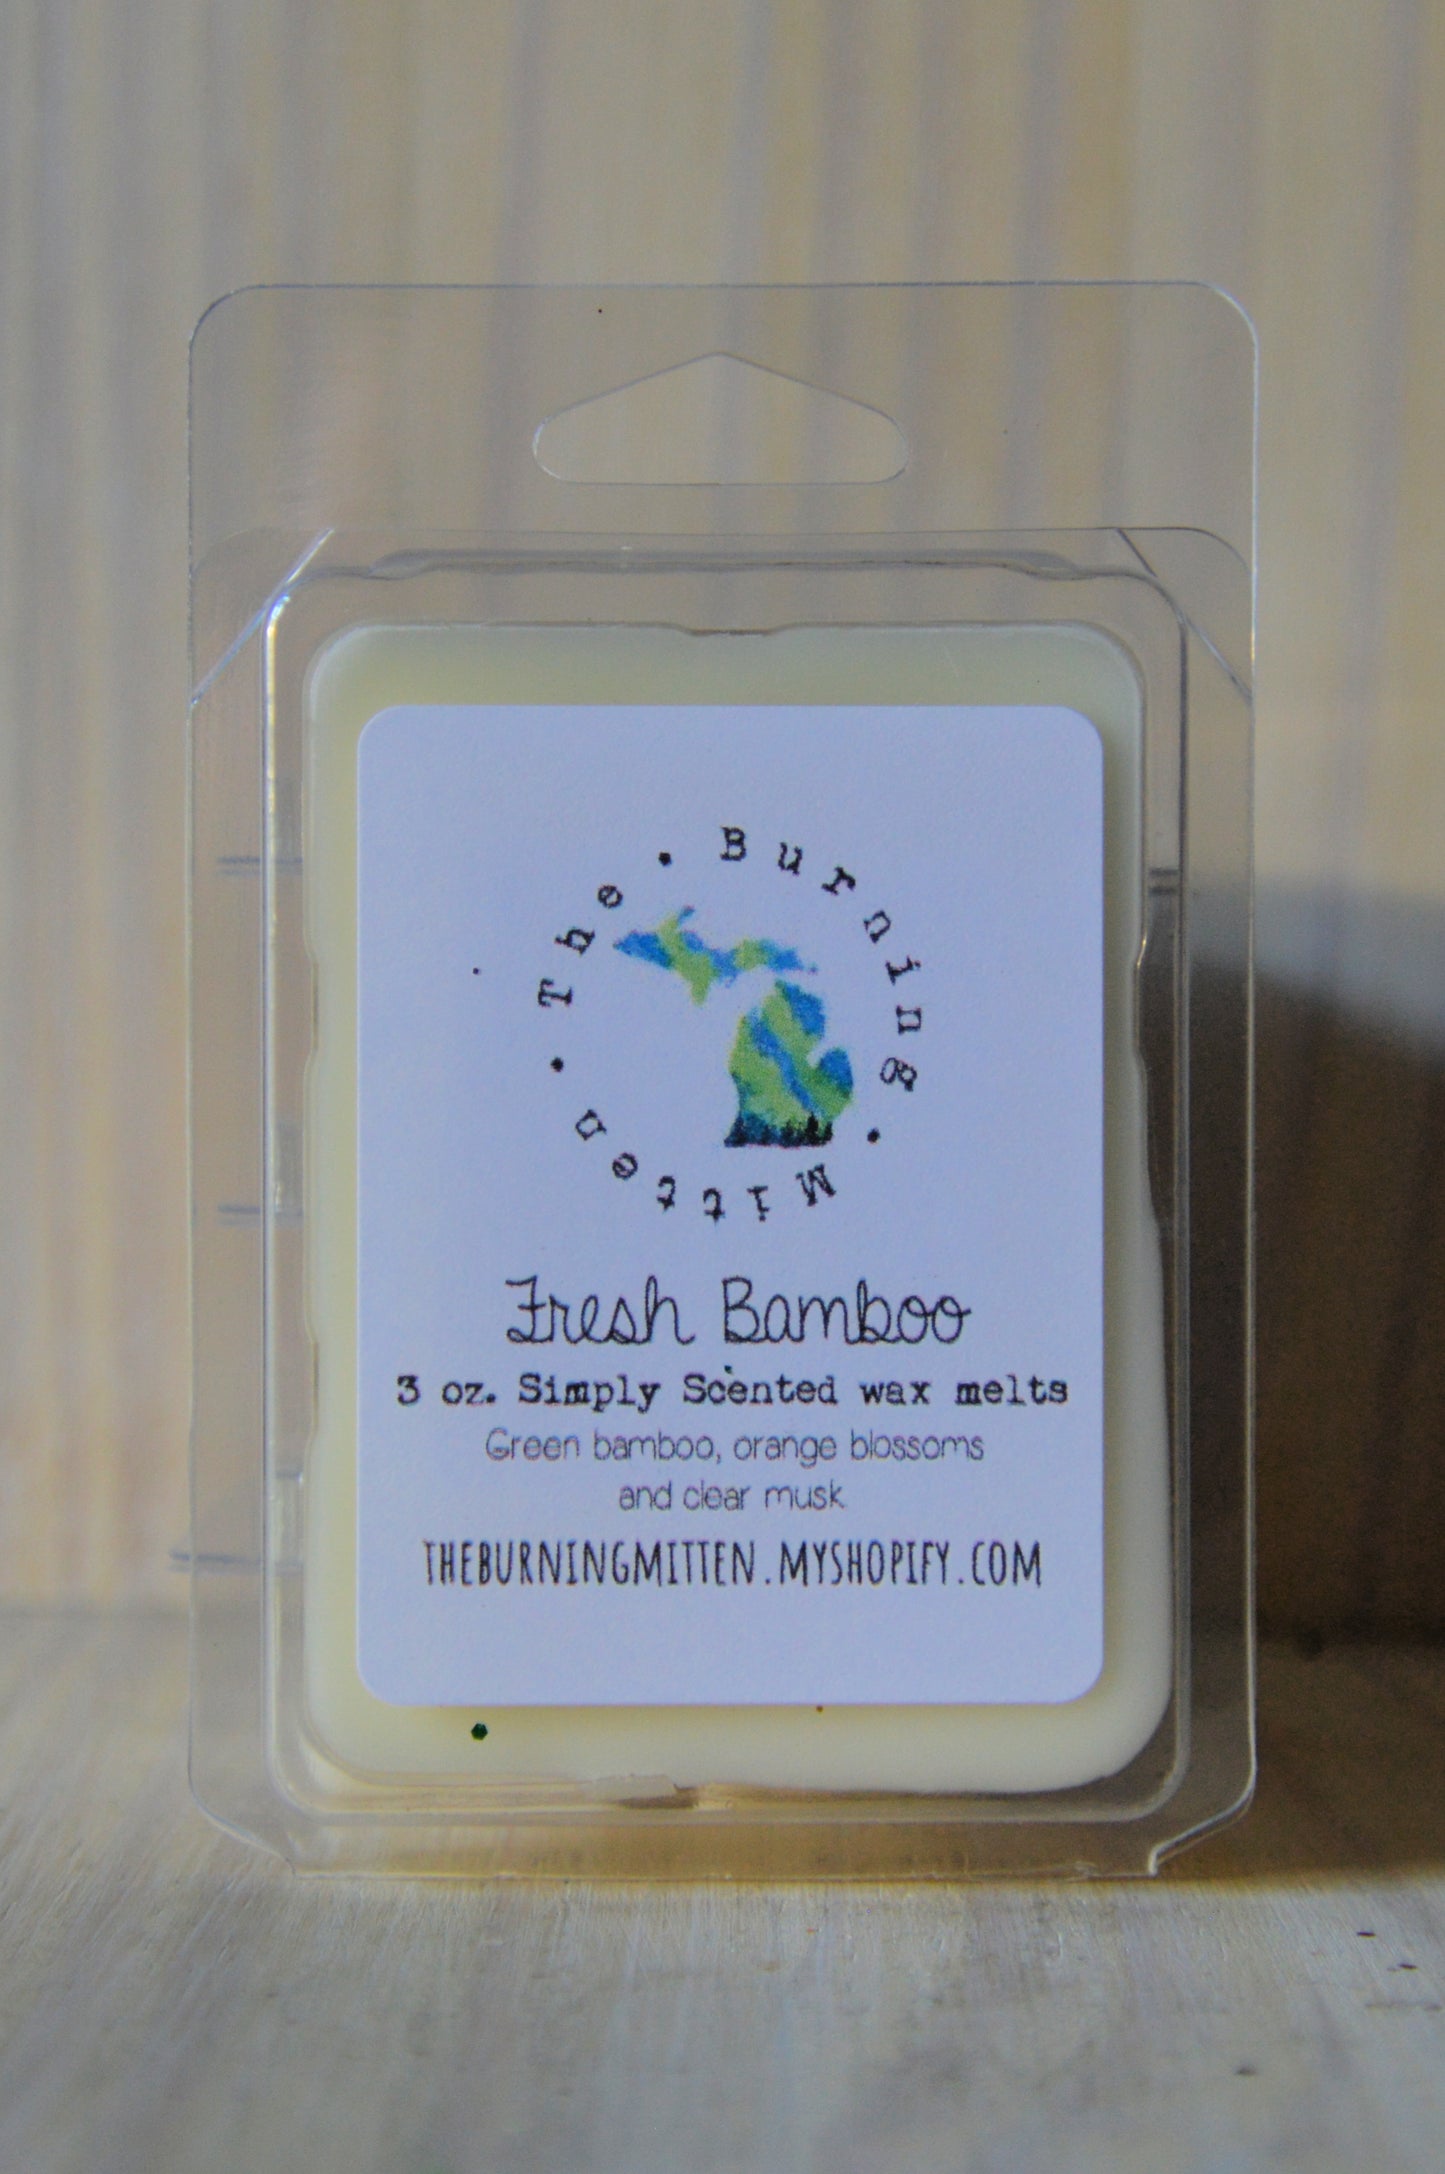 The • Burning • Mitten •
Fresh Bamboo
3 oz. Simply Scented wax melts
Green bamboo, orange blossoms
and clear musk
THEBURNINGMITTEN.MYSHOPIFY.COM